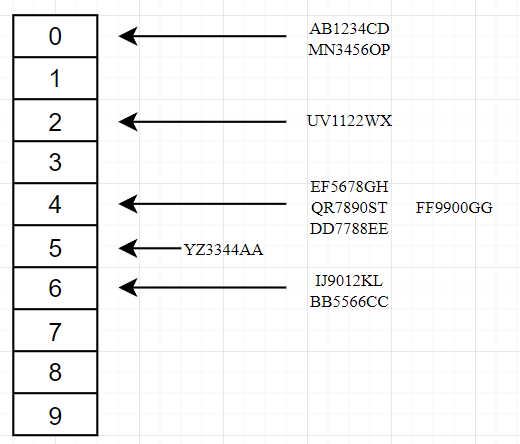 0
AB1234CD
MN3456OP
1
2
UV1122WX
3
EF5678GH
4
QR7890ST FF9900GG
DD7788EE
5
YZ3344AA
6
IJ9012KL
BB5566CC
7
8
9